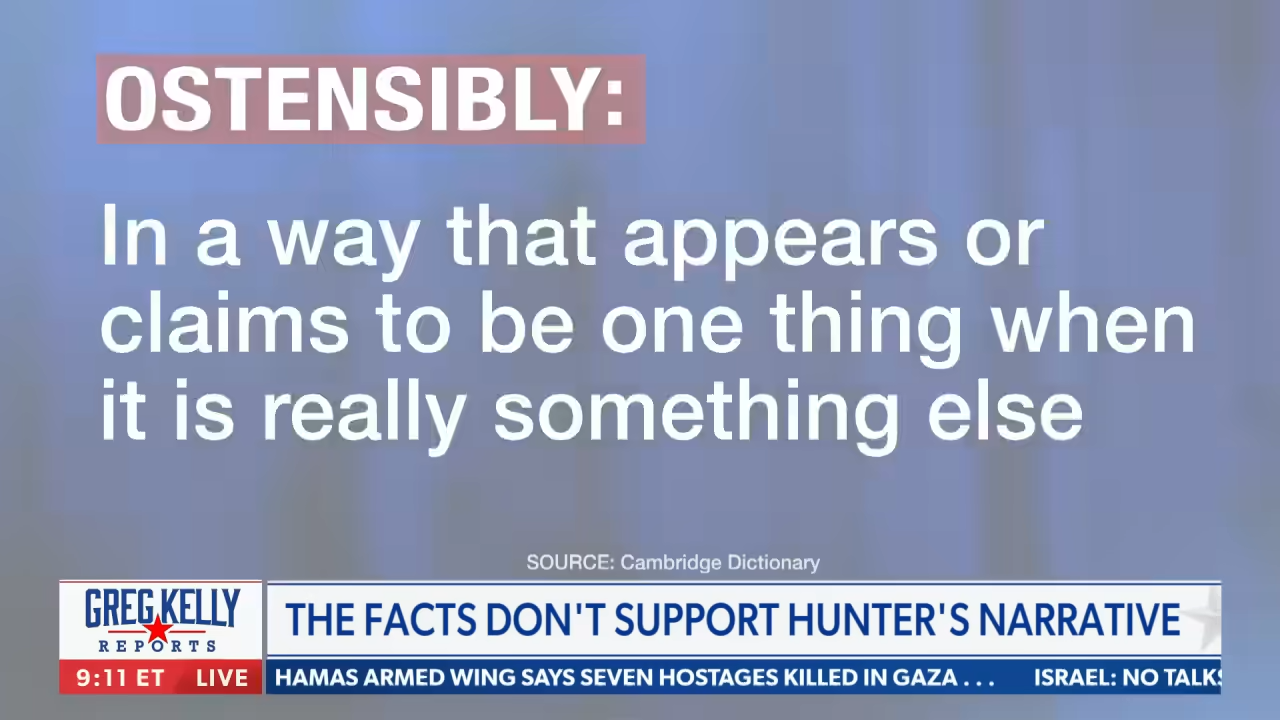 OSTENSIBLY:
In a way that appears or
claims to be one thing when
it is really something else
SOURCE: Cambridge Dictionary
GREG KELLY
REPORTS
THE FACTS DON'T SUPPORT HUNTER'S NARRATIVE
9:11 ET LIVE
HAMAS ARMED WING SAYS SEVEN HOSTAGES KILLED IN GAZA . . . ISRAEL: NO TALKS